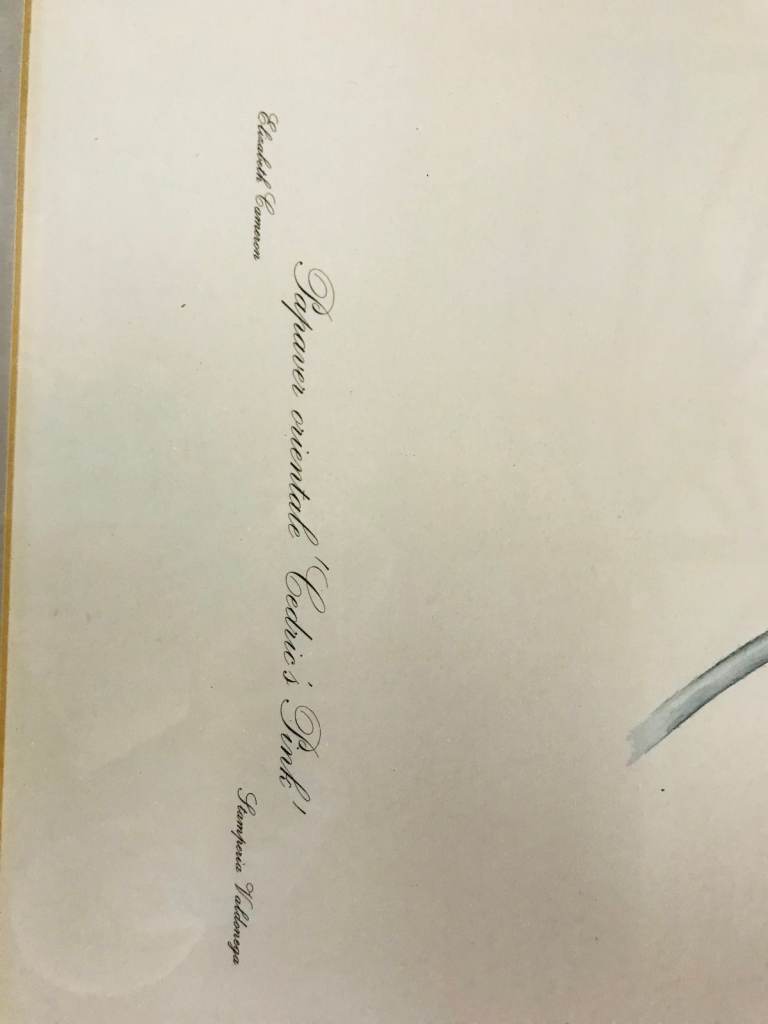 Papaver orientale 'Cedric's Pink'
Elizabeth Cameron
Stamperia Valdonega